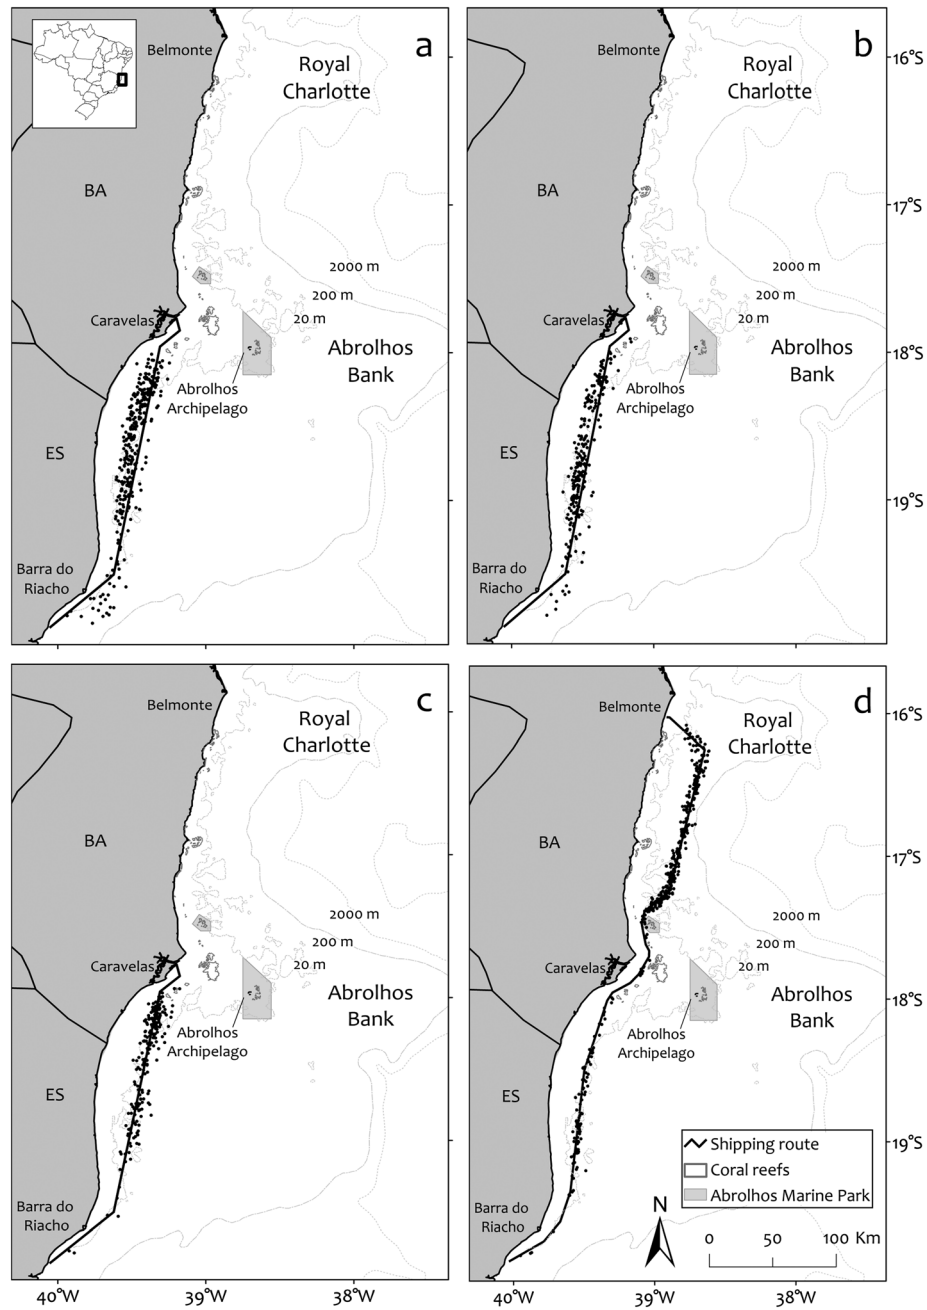 a
Belmonte
Royal
Charlotte
BA
2000 m
200 m
20 m
Caravelas
Abrolhos
Bank
Abrolhos
Archipelago
ES
Barra do
Riacho
b
Belmonte
Royal
Charlotte
16°S
BA
17°S
2000 m
200 m
20 m
Caravelas
Abrolhos
Bank
18°S
Abrolhos
Archipelago
ES
19°S
Barra do
Riacho
c
Belmonte
Royal
Charlotte
BA
2000 m
200 m
20 m
Caravelas
Abrolhos
Bank
Abrolhos
Archipelago
ES
Barra do
Riacho
40°W
39°W
38°W
d
Belmonte
Royal
Charlotte
16°S
BA
17°S
2000 m
200 m
20 m
Caravelas
Abrolhos
Bank
18°S
Abrolhos
Archipelago
ES
Shipping route
19°S
Coral reefs
Abrolhos Marine Park
Barra do
Riacho
N
0 50 100 Km
40°W
39°W
38°W